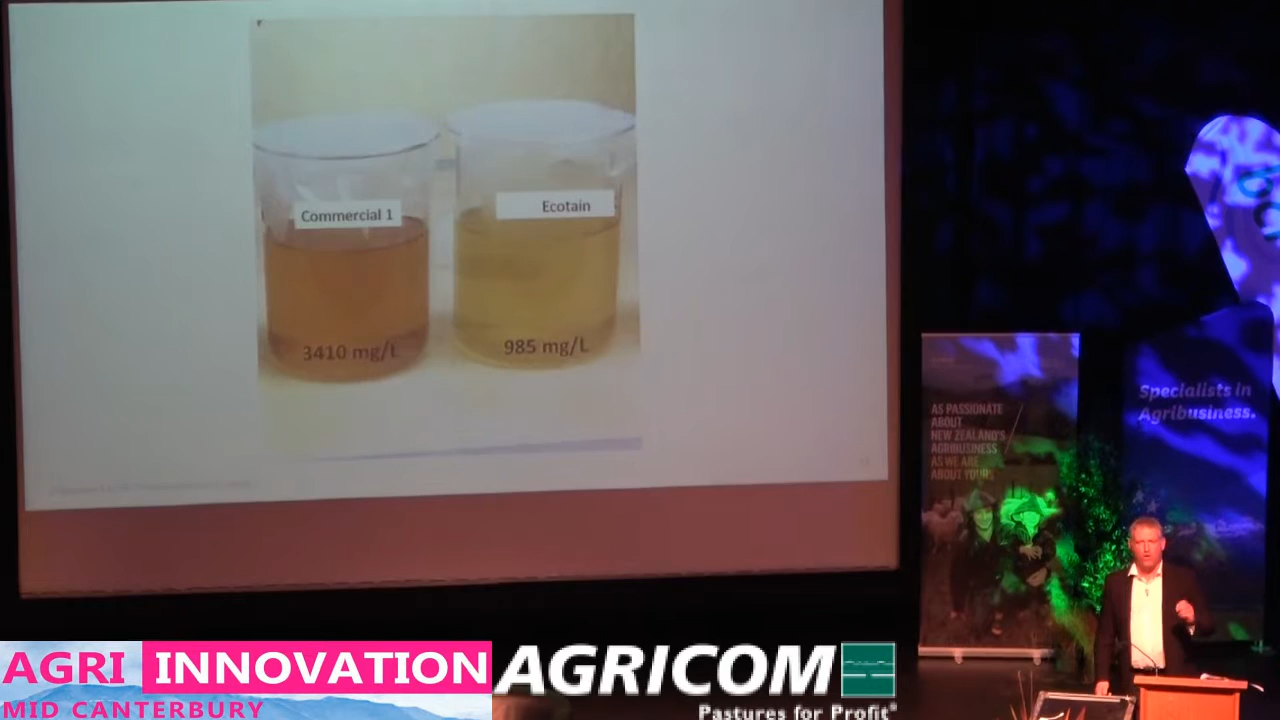 Commercial 1
Ecotain
3410 mg/L
985 mg/L
AS PASSIONATE
ABOUT
NEW ZEALAND'S
AGRIBUSINESS
AS WE ARE
ABOUT YOURS
Specialists in
Agribusiness.
AGRI INNOVATION
MID CANTERBURY
AGRICOM
Pastures for Profit®